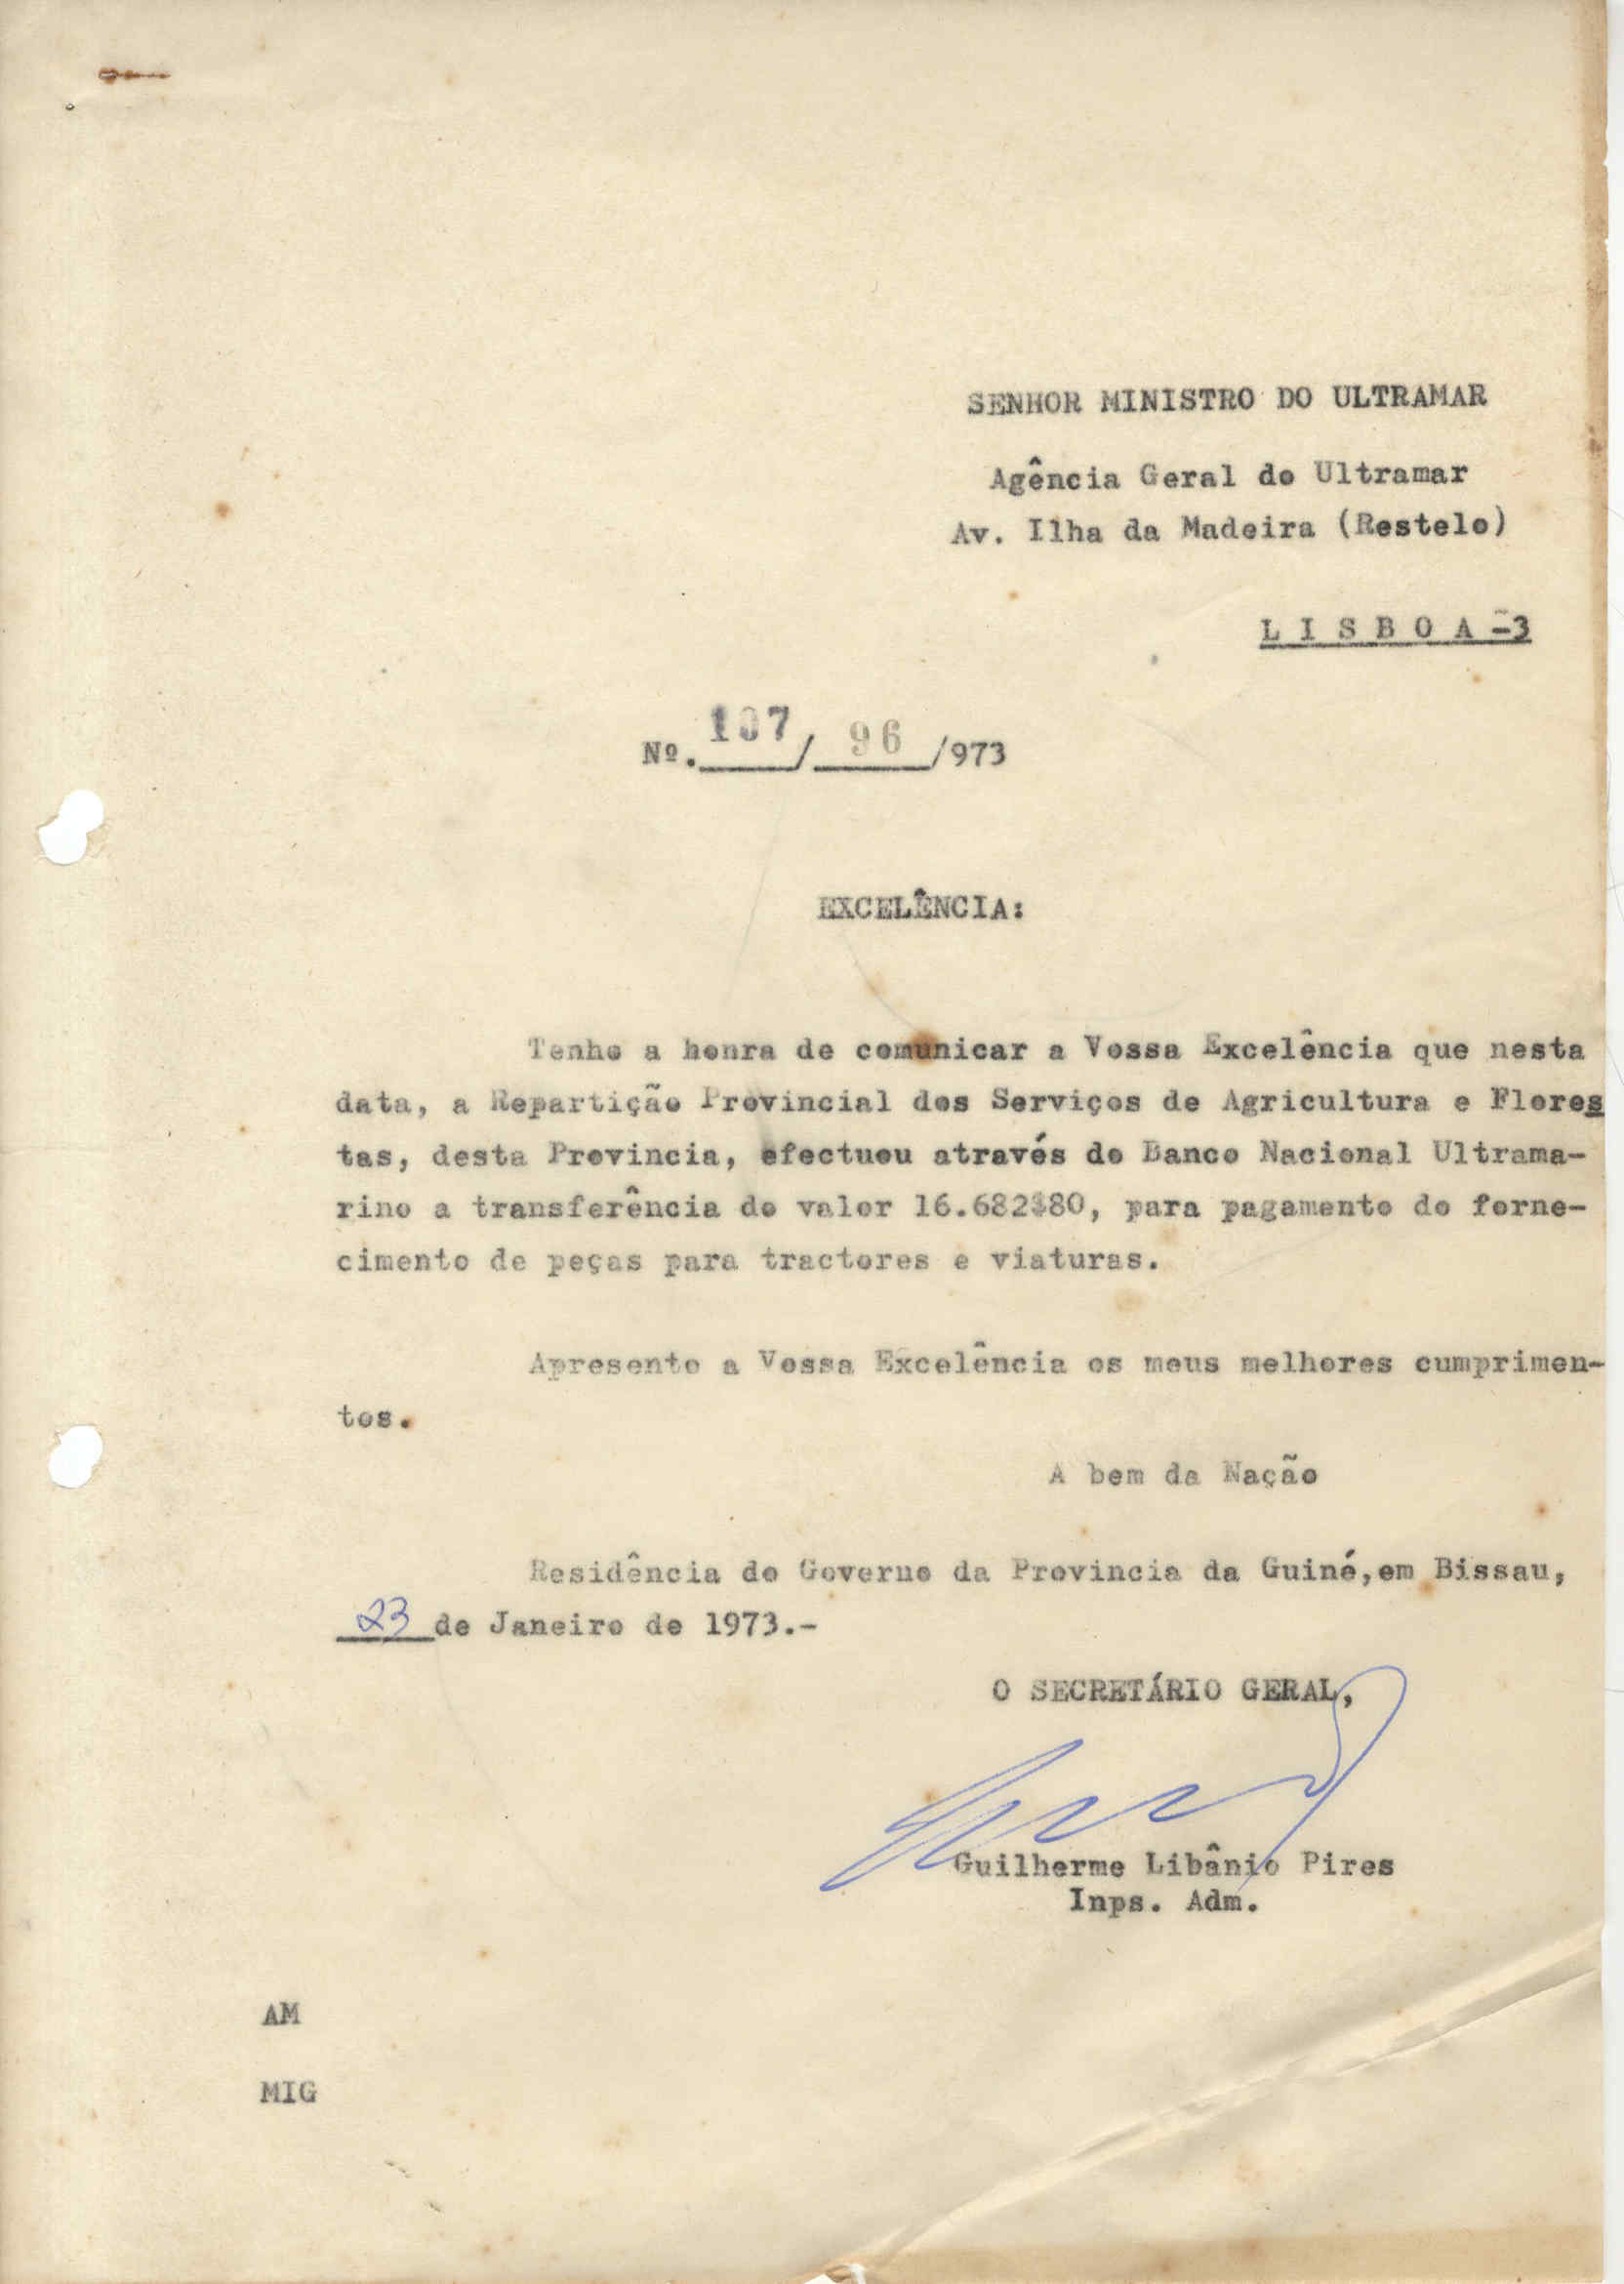 SENHOR MINISTRO DO ULTRAMAR
Agência Geral do Ultramar
Av. Ilha da Madeira (Restelo)
L I S B O A -3
Nº. 107/ 96 /973
EXCELÊNCIA:
Tenho a honra de comunicar a Vossa Excelência que nesta
data, a Repartição Provincial dos Serviços de Agricultura e Flores
tas, desta Provincia, efectuou através do Banco Nacional Ultrama-
rino a transferência do valor 16.682$80, para pagamento do forne-
cimento de peças para tractores e viaturas.
Apresento a Vossa Excelência os meus melhores cumprimen-
tos.
A bem da Nação
Residência do Governo da Provincia da Guiné,em Bissau,
23 de Janeiro de 1973.-
O SECRETÁRIO GERAL,
Guilherme Libânio Pires
Inps. Adm.
AM
MIG